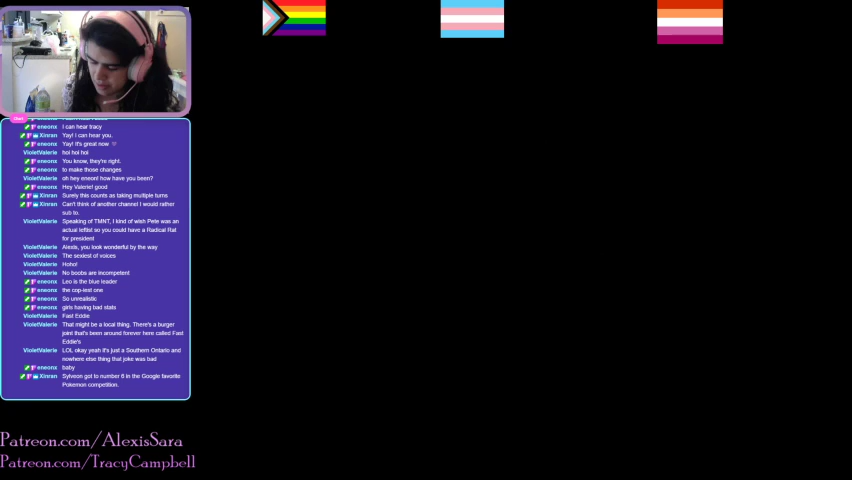 Chat
eneonx I can hear tracy
Xinran Yay! I can hear you.
eneonx Yay! It's great now ♡
VioletValerie hoi hoi hoi
eneonx You know, they're right.
eneonx to make those changes
VioletValerie oh hey eneon! how have you been?
eneonx Hey Valerie! good
Xinran Surely this counts as taking multiple turns
Xinran Can't think of another channel I would rather
sub to.
VioletValerie Speaking of TMNT, I kind of wish Pete was an
actual leftist so you could have a Radical Rat
for president
VioletValerie Alexis, you look wonderful by the way
VioletValerie The sexiest of voices
VioletValerie Hoho!
VioletValerie No boobs are incompetent
eneonx Leo is the blue leader
eneonx the cop-iest one
eneonx So unrealistic
eneonx girls having bad stats
VioletValerie Fast Eddie
VioletValerie That might be a local thing. There's a burger
joint that's been around forever here called Fast
Eddie's
VioletValerie LOL okay yeah it's just a Southern Ontario and
nowhere else thing that joke was bad
eneonx baby
Xinran Sylveon got to number 6 in the Google favorite
Pokemon competition.
Patreon.com/AlexisSara
Patreon.com/TracyCampbell